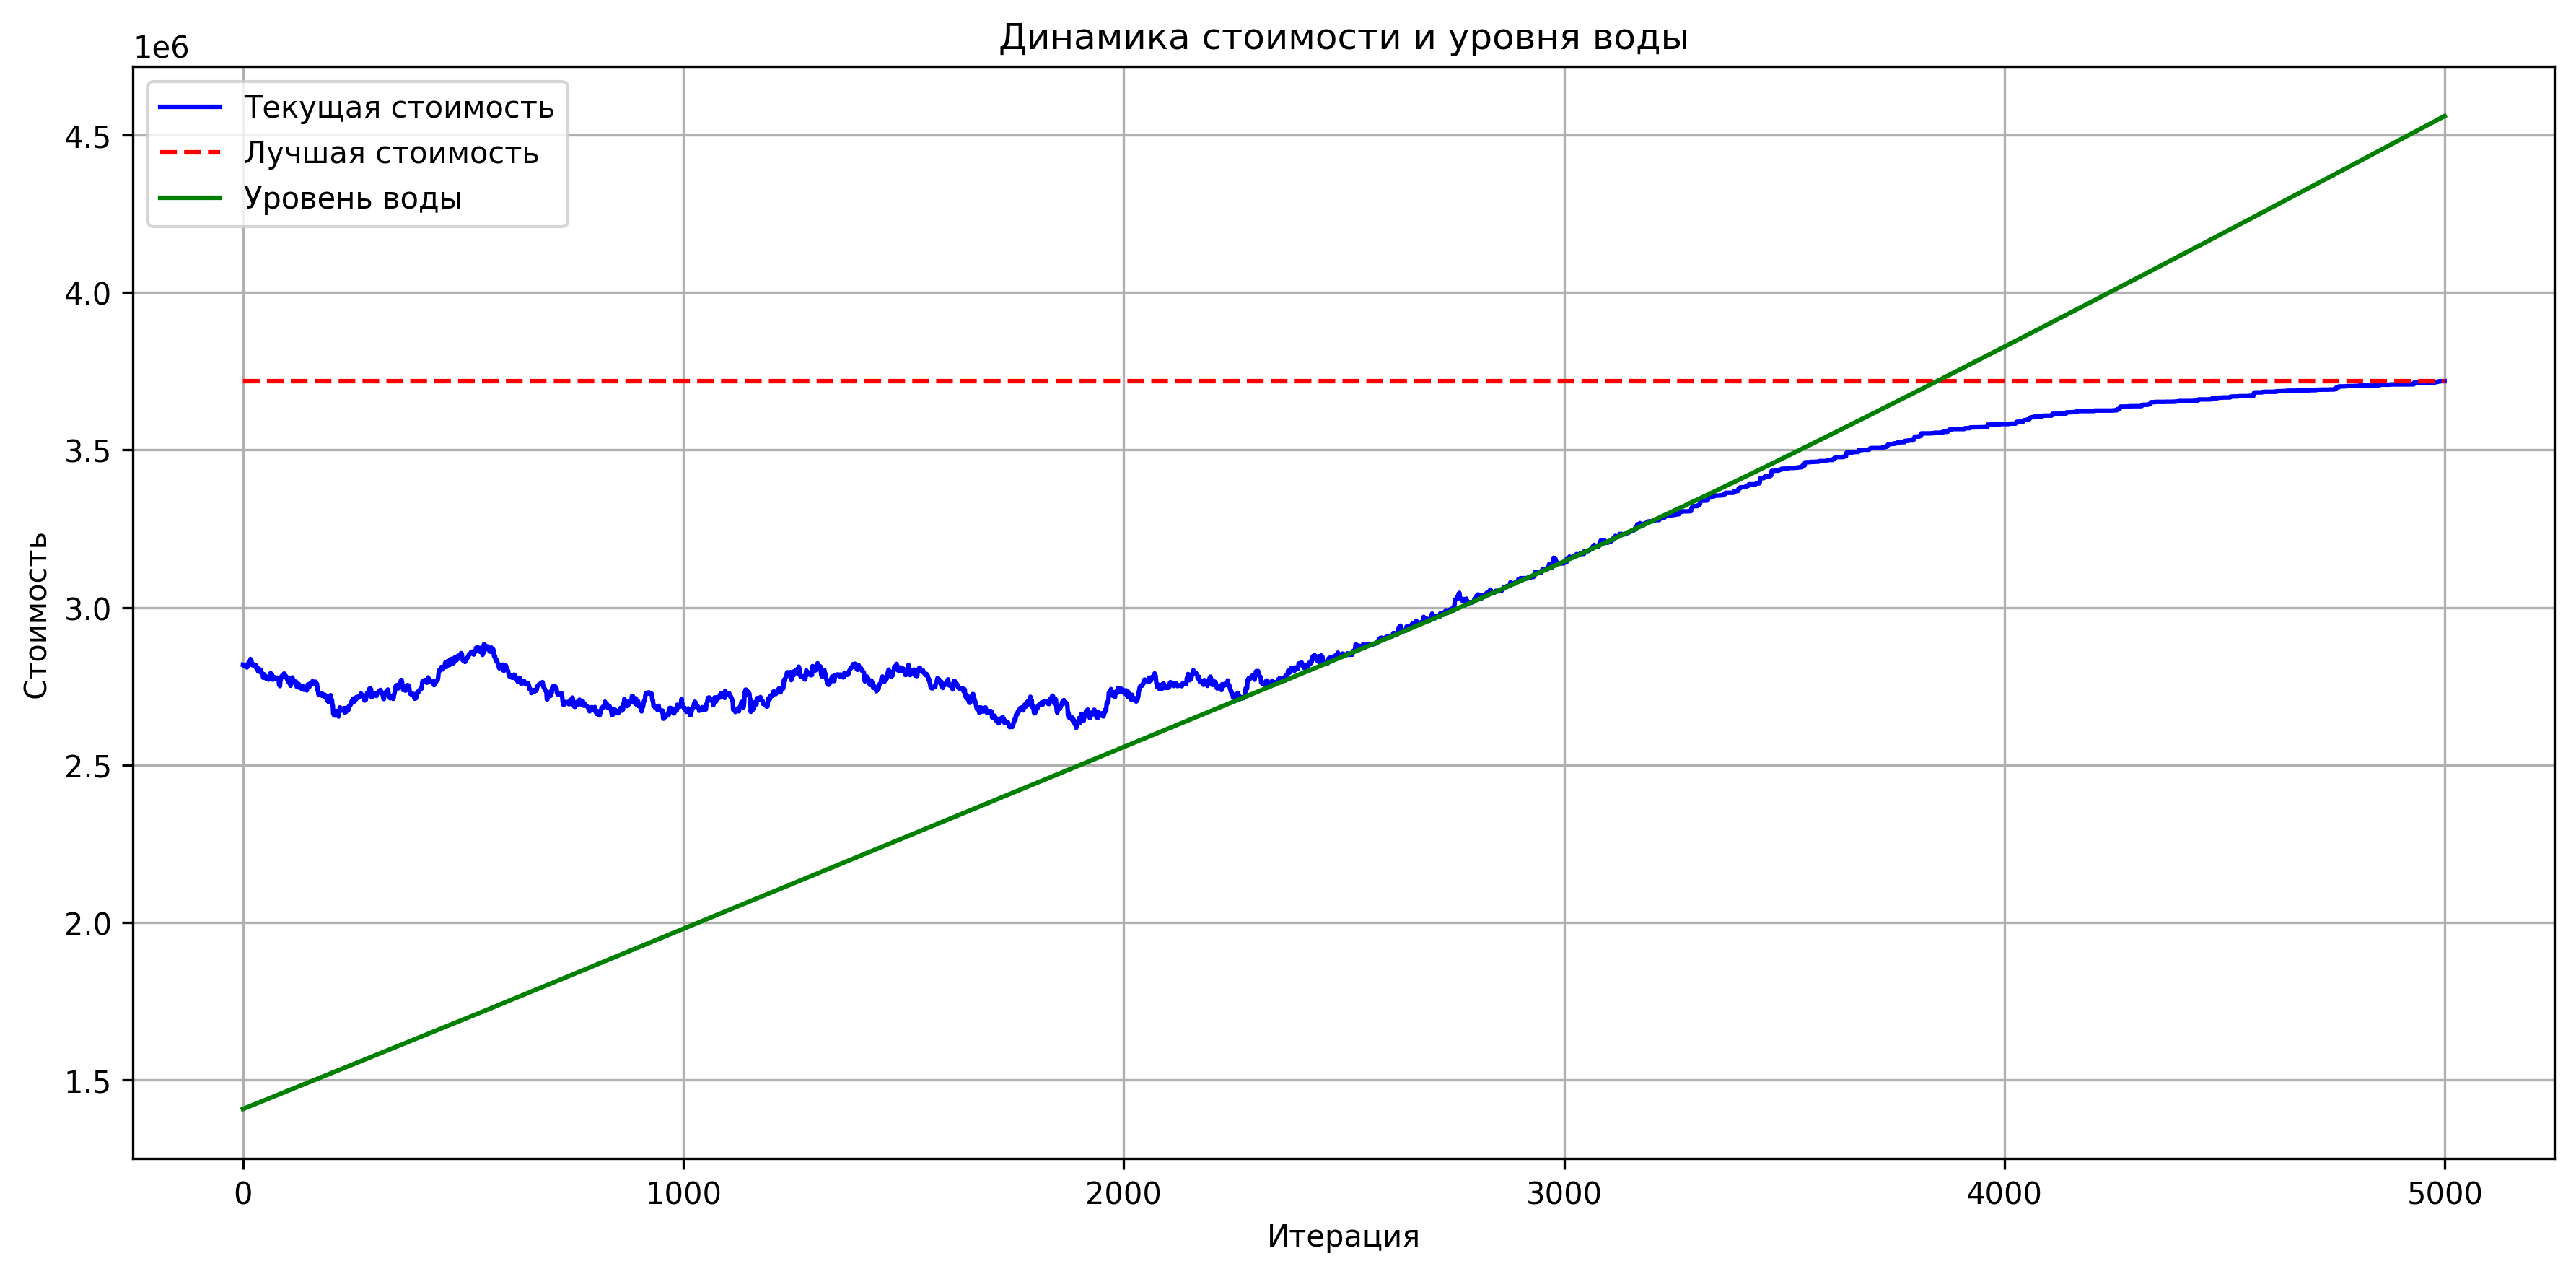 Динамика стоимости и уровня воды
1e6
Текущая стоимость
Лучшая стоимость
Уровень воды
4.5
4.0
3.5
3.0
2.5
2.0
1.5
Стоимость
0 1000 2000 3000 4000 5000
Итерация